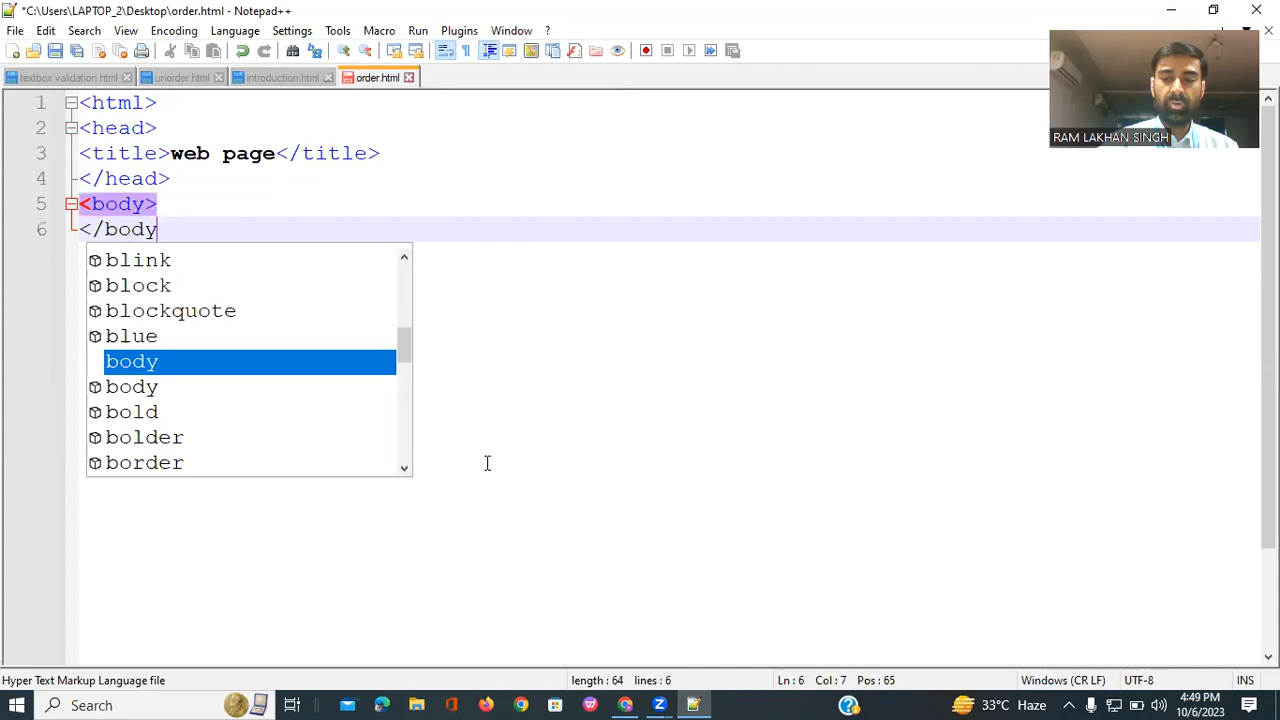 *C:\Users\LAPTOP_2\Desktop\order.html - Notepad++
File Edit Search View Encoding Language Settings Tools Macro Run Plugins Window ?
textbox validation.html unorder.html introduction.html order.html
RAM LAKHAN SINGH
1 <html>
2 <head>
3 <title>web page</title>
4 </head>
5 <body>
6 </body
blink
block
blockquote
blue
body
body
bold
bolder
border
Hyper Text Markup Language file length : 64 lines : 6 Ln : 6 Col : 7 Pos : 65 Windows (CR LF) UTF-8 INS
Search 33°C Haze 4:49 PM
10/6/2023